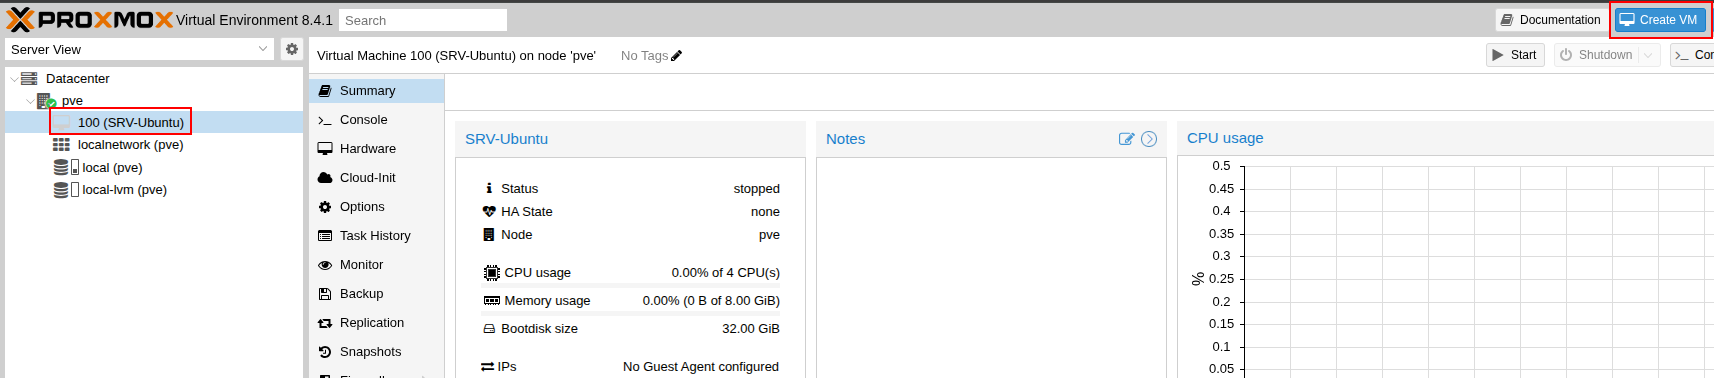 PROXMOX Virtual Environment 8.4.1 Search Documentation Create VM
Server View
Virtual Machine 100 (SRV-Ubuntu) on node 'pve' No Tags Start Shutdown
Datacenter
pve
100 (SRV-Ubuntu)
localnetwork (pve)
local (pve)
local-lvm (pve)
Summary
Console
Hardware
Cloud-Init
Options
Task History
Monitor
Backup
Replication
Snapshots
SRV-Ubuntu
Status stopped
HA State none
Node pve
CPU usage 0.00% of 4 CPU(s)
Memory usage 0.00% (0 B of 8.00 GiB)
Bootdisk size 32.00 GiB
IPs No Guest Agent configured
Notes
CPU usage
%
0.5
0.45
0.4
0.35
0.3
0.25
0.2
0.15
0.1
0.05